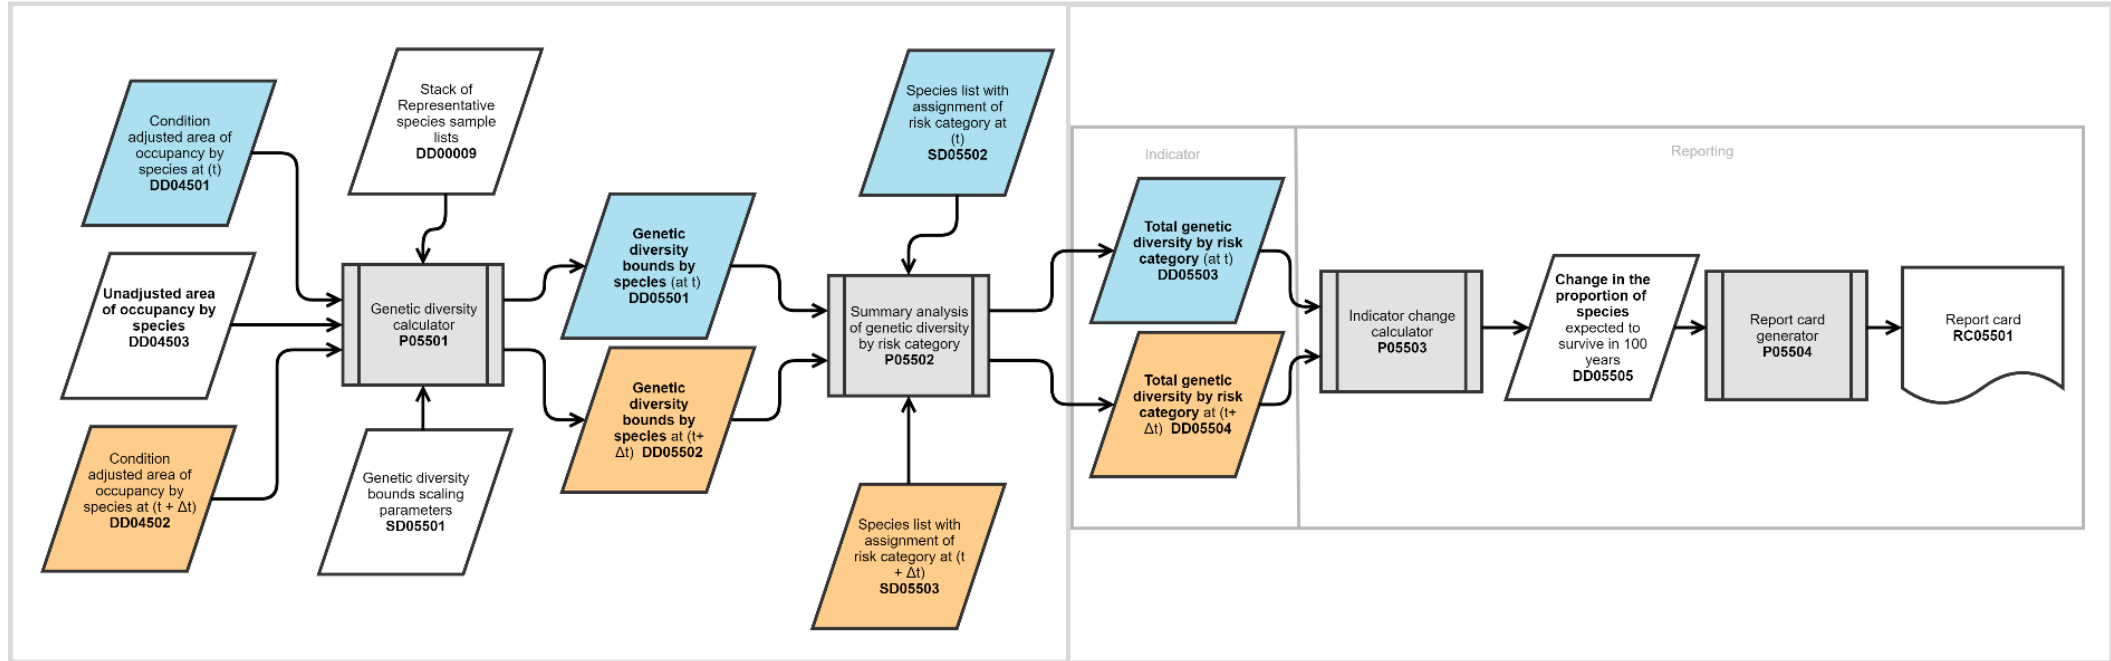 Condition
adjusted area of
occupancy by
species at (t)
DD04501
Stack of
Representative
species sample
lists
DD00009
Unadjusted area
of occupancy by
species
DD04503
Condition
adjusted area of
occupancy by
species at (t + Δt)
DD04502
Genetic diversity
calculator
P05501
Genetic diversity
bounds scaling
parameters
SD05501
Genetic
diversity
bounds by
species (at t)
DD05501
Genetic
diversity
bounds by
species at (t+
Δt) DD05502
Species list with
assignment of
risk category at
(t)
SD05502
Summary analysis
of genetic diversity
by risk category
P05502
Species list with
assignment of
risk category at (t
+ Δt)
SD05503
Indicator
Total genetic
diversity by risk
category (at t)
DD05503
Total genetic
diversity by risk
category at (t+
Δt) DD05504
Reporting
Indicator change
calculator
P05503
Change in the
proportion of
species
expected to
survive in 100
years
DD05505
Report card
generator
P05504
Report card
RC05501